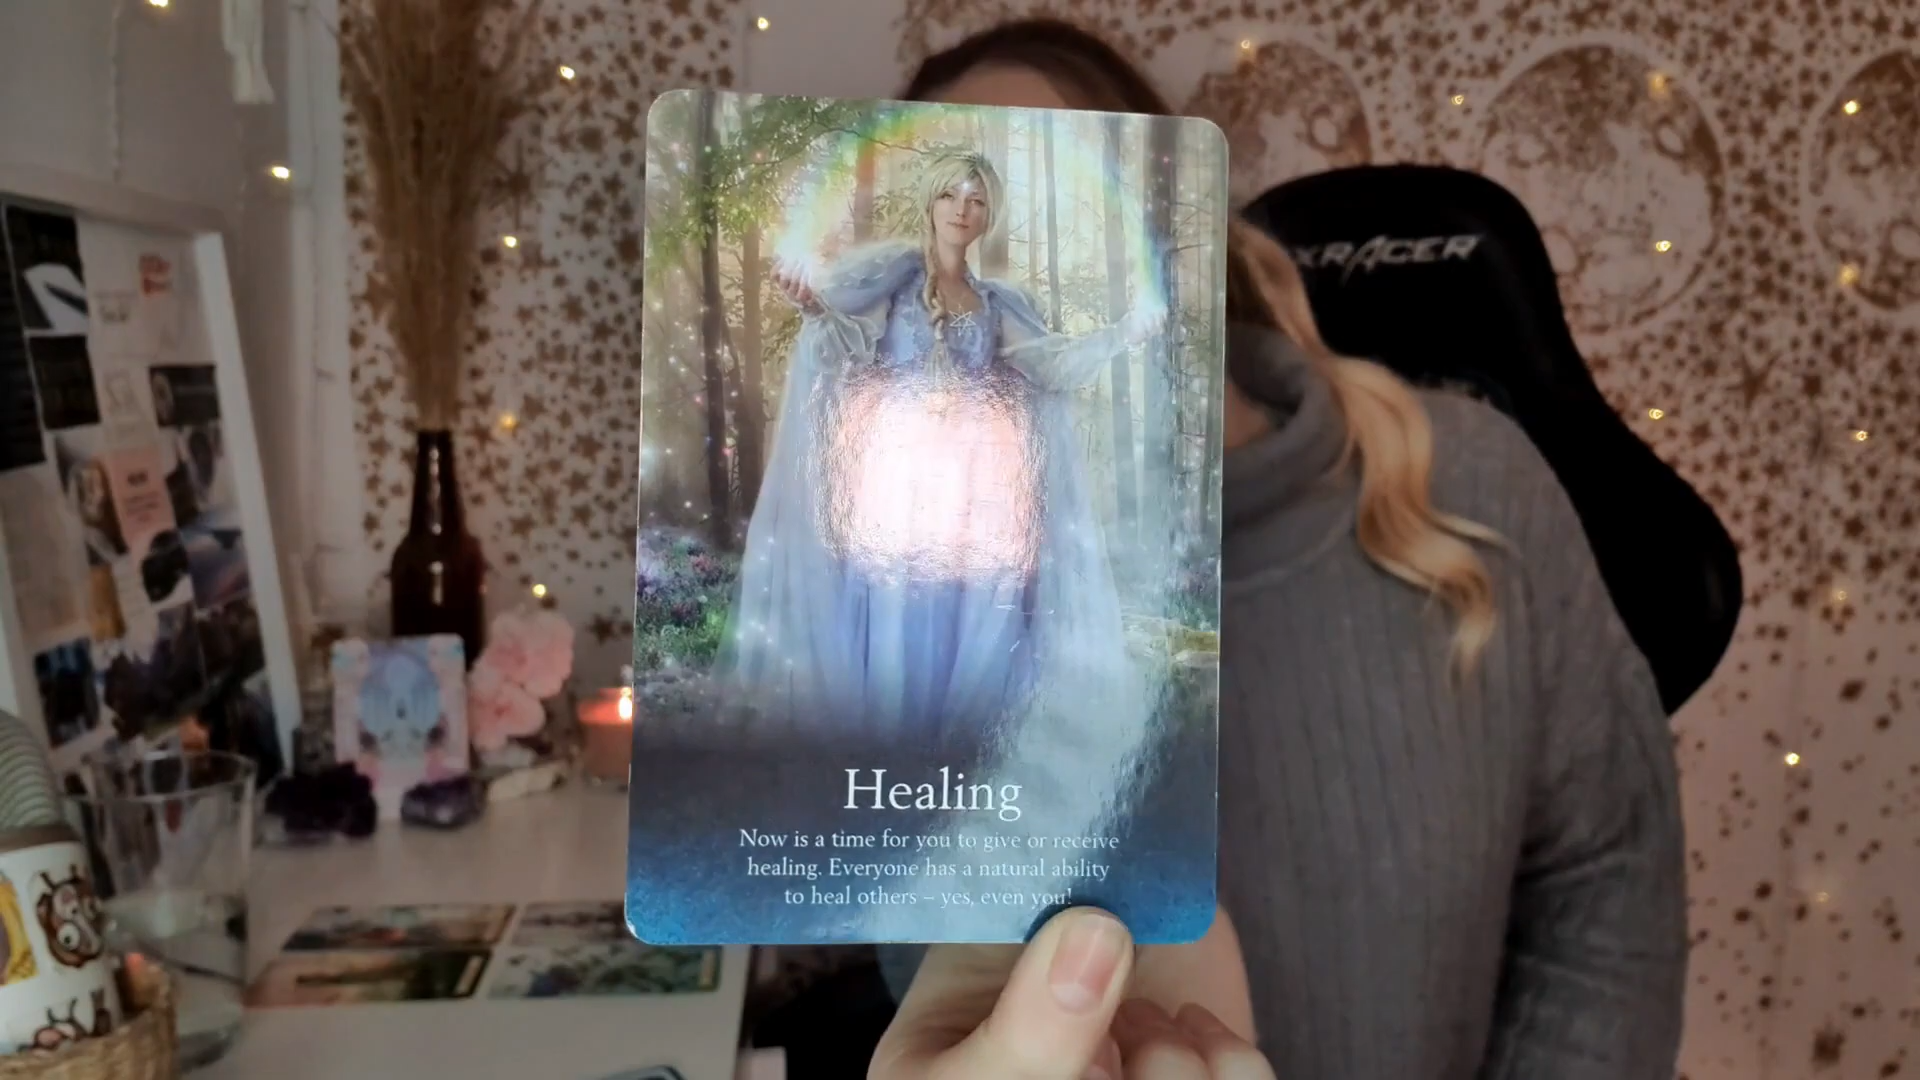 XRACER
Healing
Now is a time for you to give or receive
healing. Everyone has a natural ability
to heal others – yes, even you!